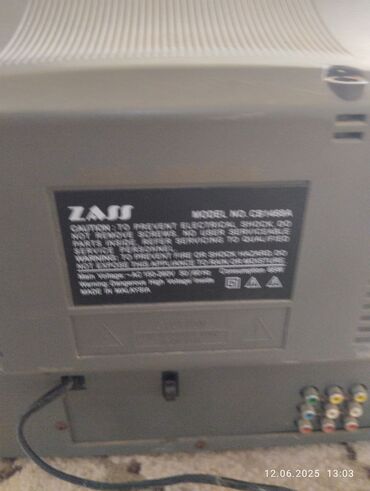 ZASS
MODEL NO. CB1468A
CAUTION: TO PREVENT ELECTRICAL SHOCK, DO
NOT REMOVE SCREWS. NO USER SERVICEABLE
PARTS INSIDE. REFER SERVICING TO QUALIFIED
SERVICE PERSONNEL.
WARNING: TO PREVENT FIRE OR SHOCK HAZARD, DO
NOT EXPOSE THIS APPLIANCE TO RAIN OR MOISTURE.
Main Voltage: ~AC 150-260V 50/60Hz Consumption
Warning: Dangerous High Voltage Inside
MADE IN MALAYSIA
12.06.2025 13:03